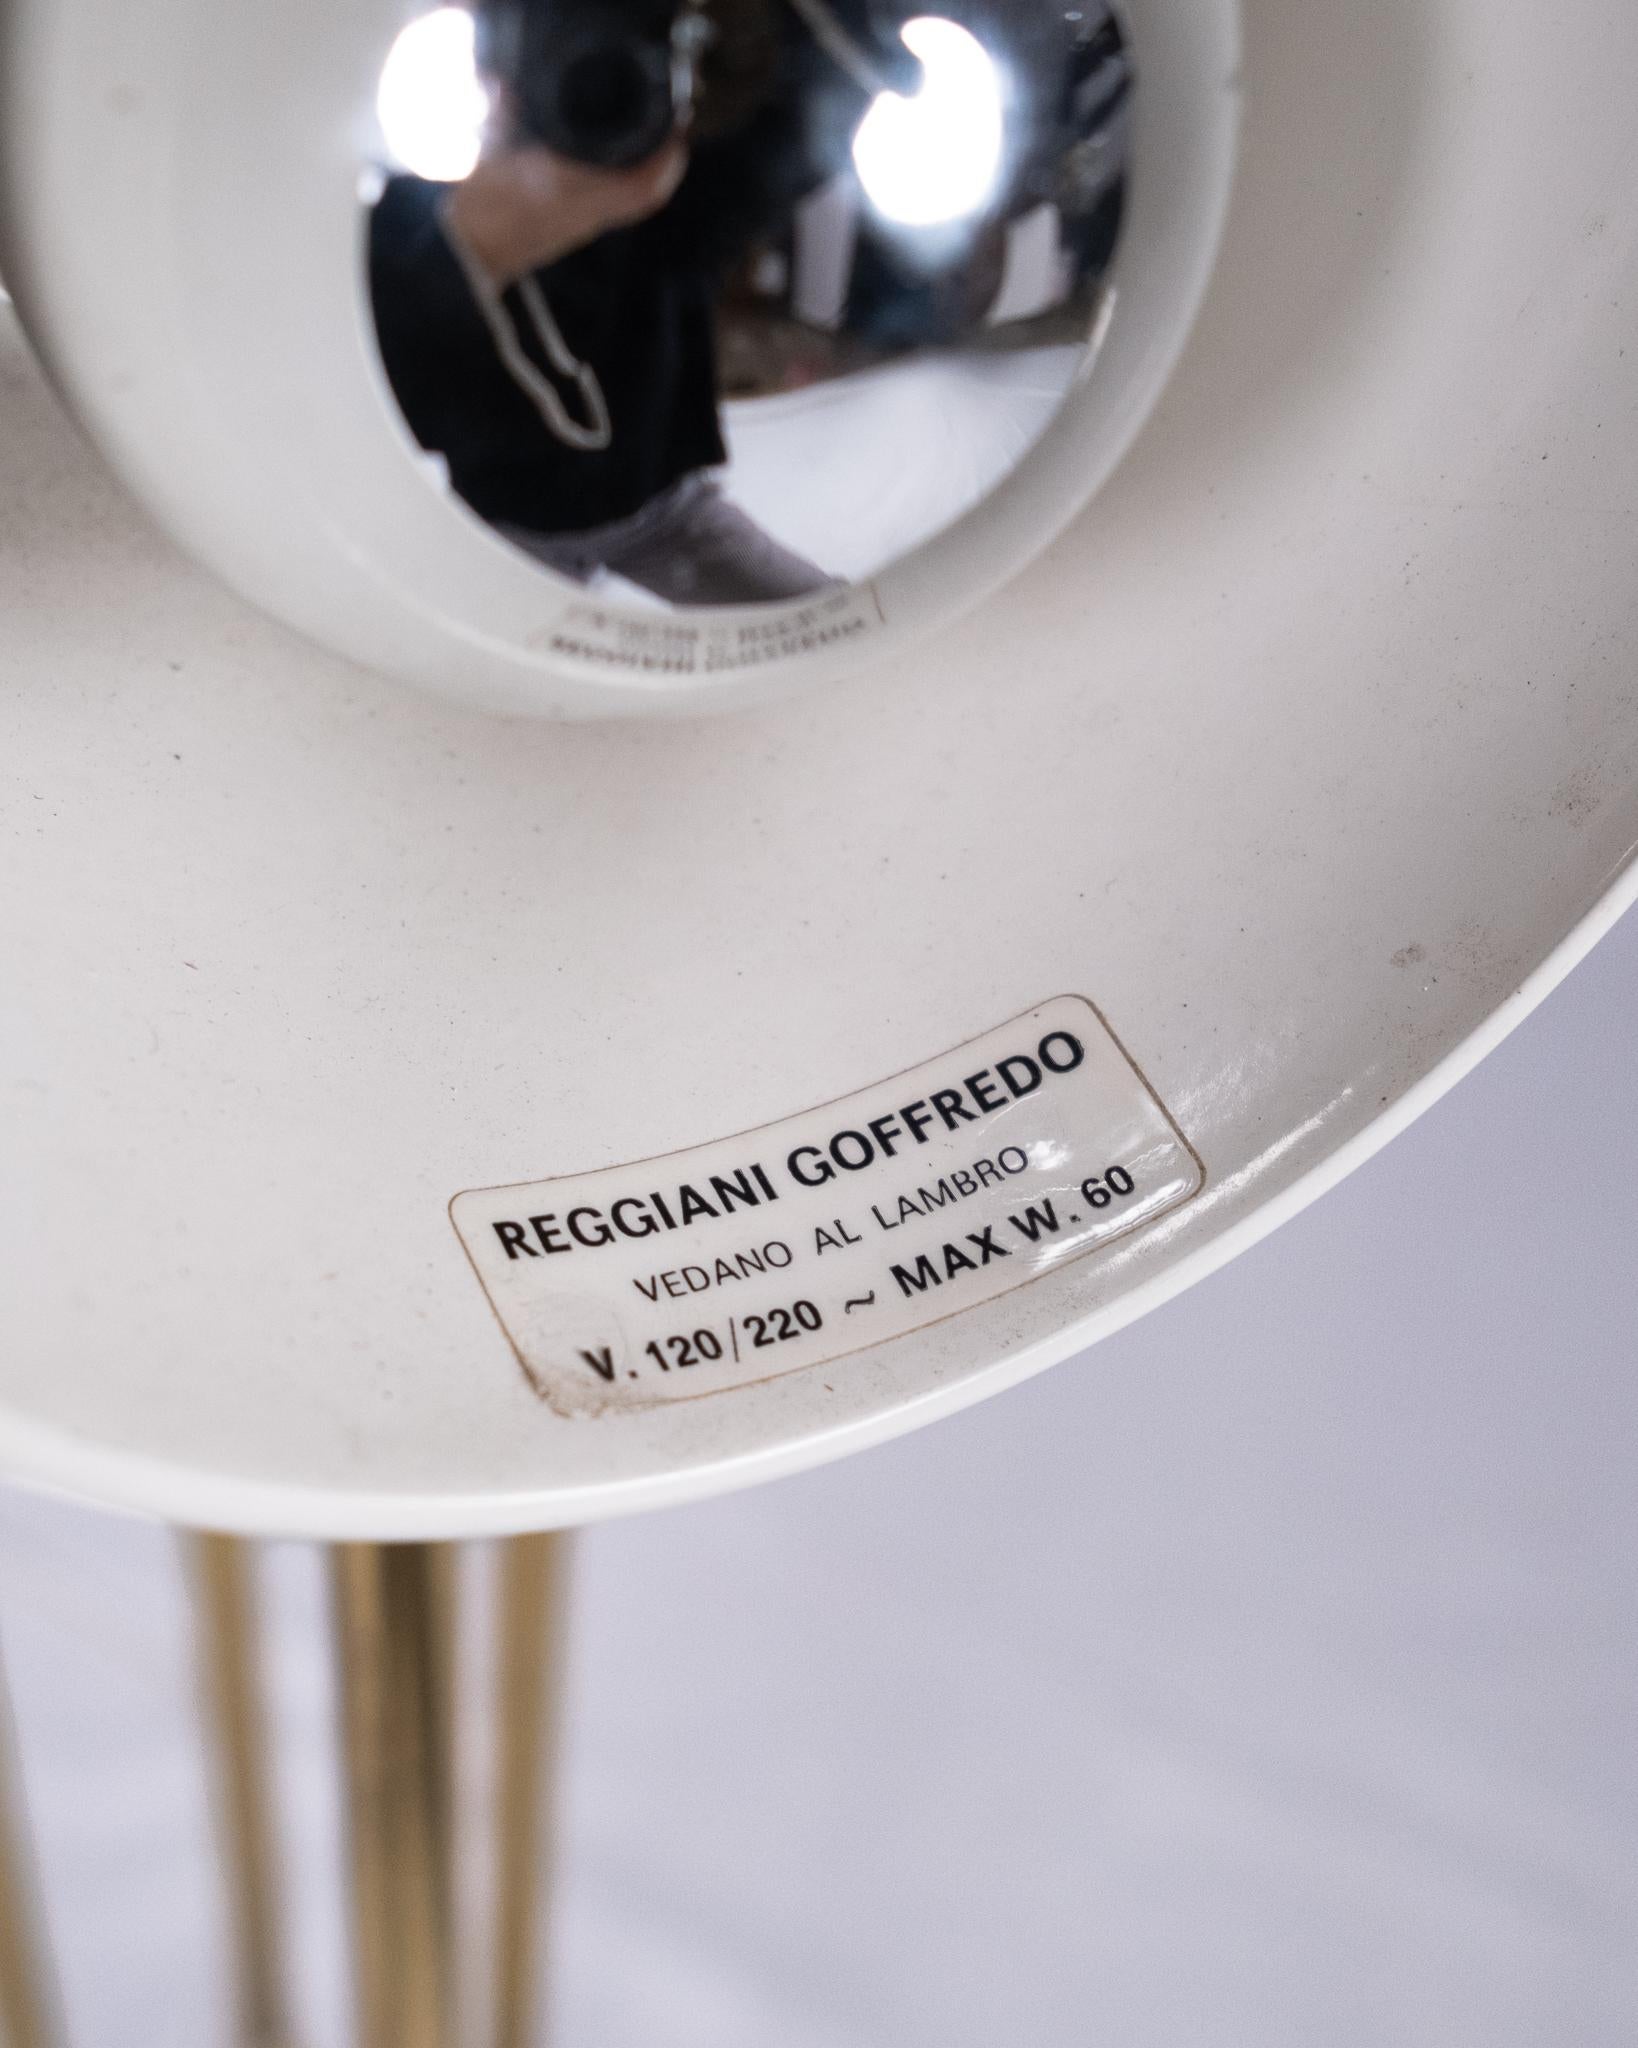 REGGIANI GOFFREDO
VEDANO AL LAMBRO
V. 120/220 ~ MAX W. 60